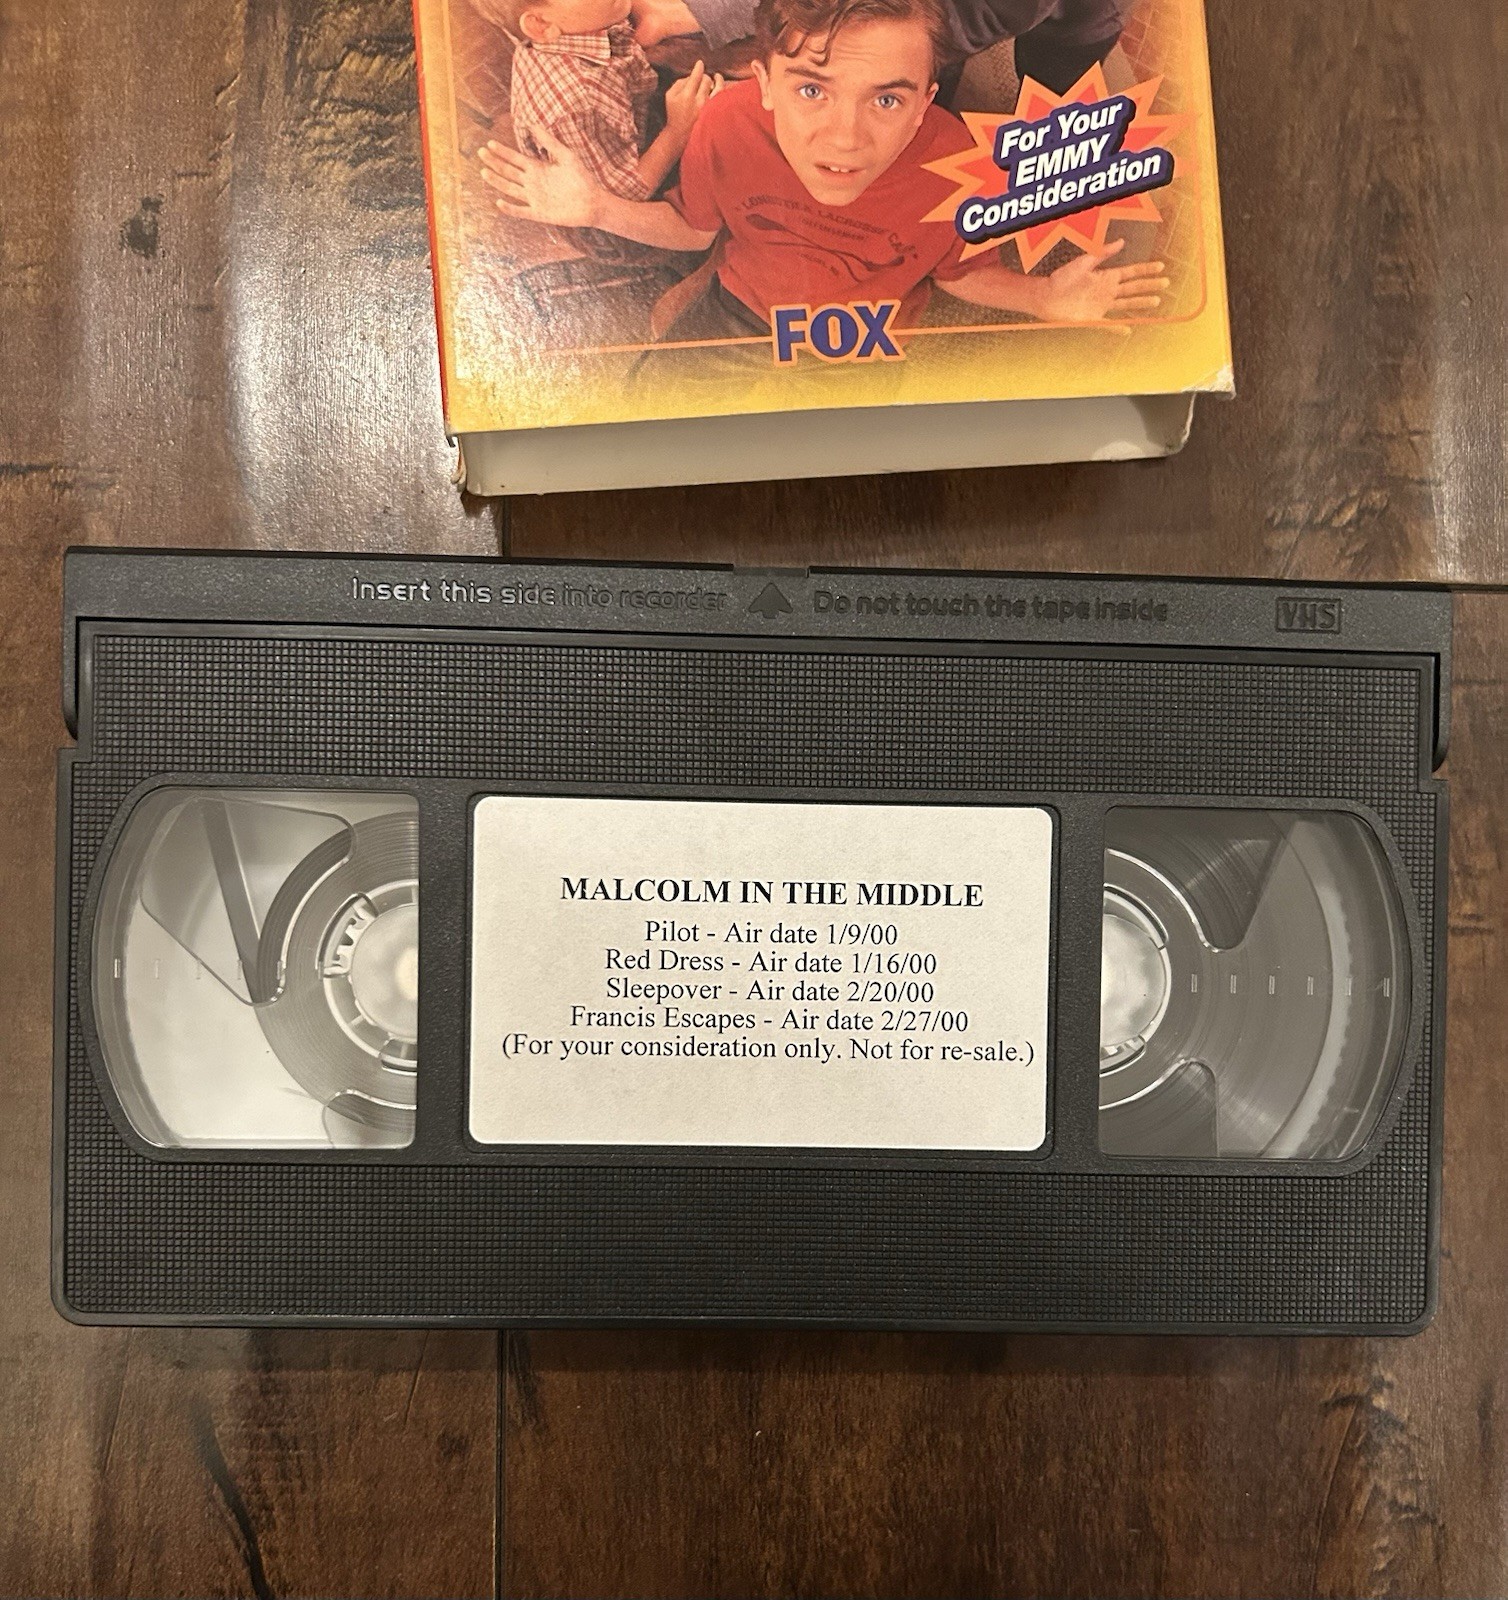 For Your
EMMY
Consideration
FOX
Insert this side into recorder Do not touch the tape inside VHS
MALCOLM IN THE MIDDLE
Pilot - Air date 1/9/00
Red Dress - Air date 1/16/00
Sleepover - Air date 2/20/00
Francis Escapes - Air date 2/27/00
(For your consideration only. Not for re-sale.)